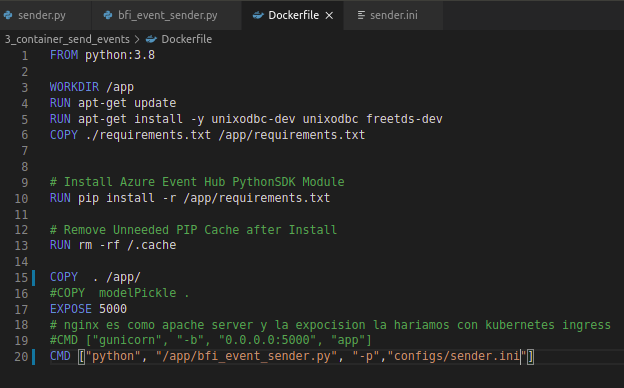 sender.py
bfi_event_sender.py
Dockerfile
sender.ini
3_container_send_events > Dockerfile
1 FROM python:3.8
2
3 WORKDIR /app
4 RUN apt-get update
5 RUN apt-get install -y unixodbc-dev unixodbc freetds-dev
6 COPY ./requirements.txt /app/requirements.txt
7
8
9 # Install Azure Event Hub PythonSDK Module
10 RUN pip install -r /app/requirements.txt
11
12 # Remove Unneeded PIP Cache after Install
13 RUN rm -rf /.cache
14
15 COPY  . /app/
16 #COPY  modelPickle .
17 EXPOSE 5000
18 # nginx es como apache server y la expocision la hariamos con kubernetes ingress
19 #CMD ["gunicorn", "-b", "0.0.0.0:5000", "app"]
20 CMD ["python", "/app/bfi_event_sender.py", "-p","configs/sender.ini"]